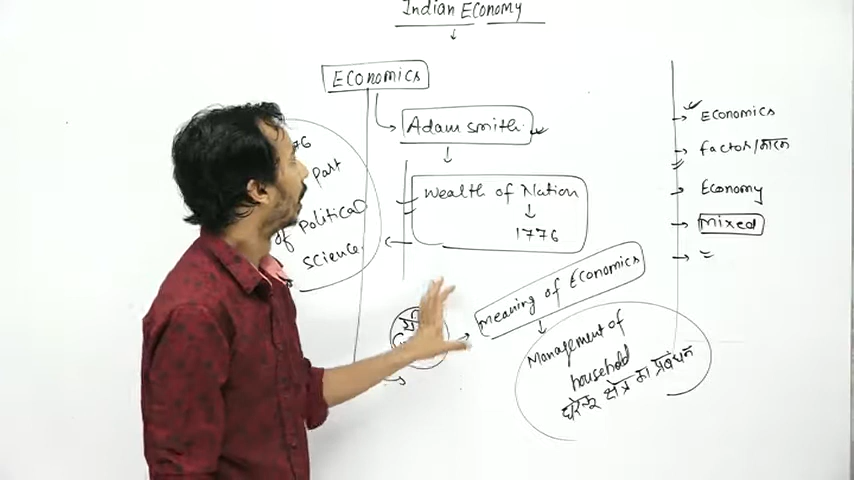 Indian Economy
Economics
Adam Smith
Wealth of Nation
1776
76
Part
of Political
Science
Meaning of Economics
Management of
household
घरेलू क्षेत्र का प्रबंधन
Economics
factor/
Economy
Mixed
=